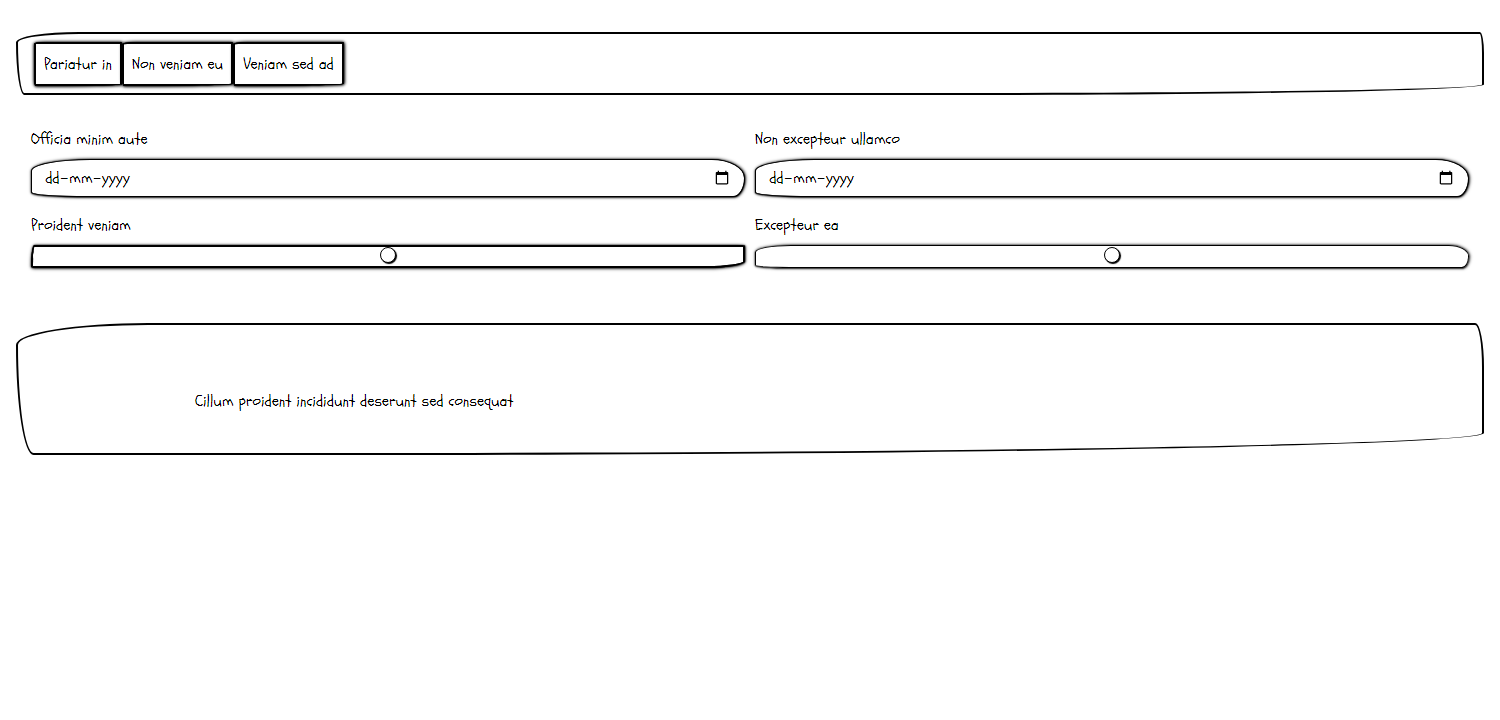 Pariatur in Non veniam eu Veniam sed ad
Officia minim aute Non excepteur ullamco
dd-mm-yyyy dd-mm-yyyy
Proident veniam Excepteur ea
Cillum proident incididunt deserunt sed consequat